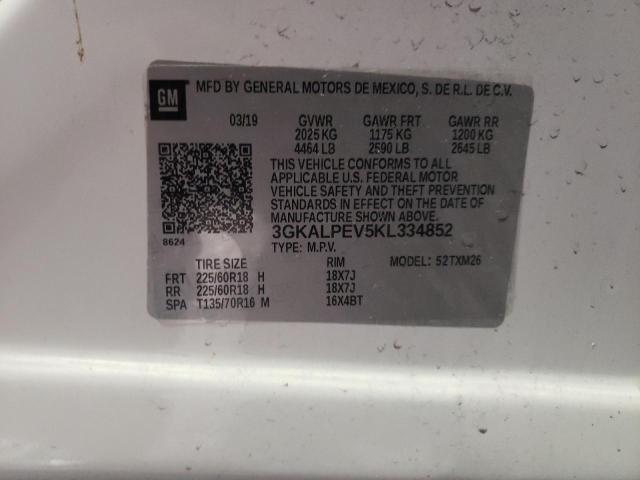 GM
MFD BY GENERAL MOTORS DE MEXICO, S. DE R.L. DE C.V.
03/19 GVWR GAWR FRT GAWR RR
2025 KG 1175 KG 1200 KG
4464 LB 2590 LB 2645 LB
THIS VEHICLE CONFORMS TO ALL
APPLICABLE U.S. FEDERAL MOTOR
VEHICLE SAFETY AND THEFT PREVENTION
STANDARDS IN EFFECT ON THE DATE OF
MANUFACTURE SHOWN ABOVE.
3GKALPEV5KL334852
8624
TYPE: M.P.V.
TIRE SIZE RIM MODEL: 52TXM26
FRT 225/60R18 H 18X7J
RR 225/60R18 H 18X7J
SPA T135/70R16 M 16X4BT